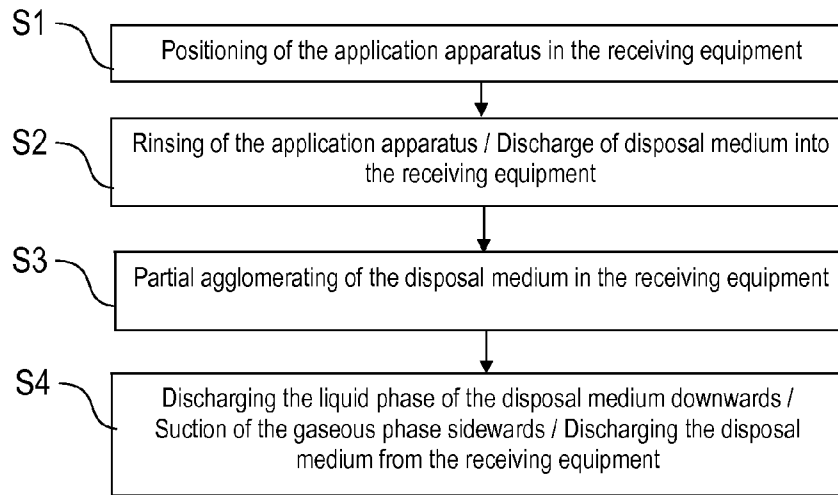 S1
Positioning of the application apparatus in the receiving equipment
S2
Rinsing of the application apparatus / Discharge of disposal medium into
the receiving equipment
S3
Partial agglomerating of the disposal medium in the receiving equipment
S4
Discharging the liquid phase of the disposal medium downwards /
Suction of the gaseous phase sidewards / Discharging the disposal
medium from the receiving equipment